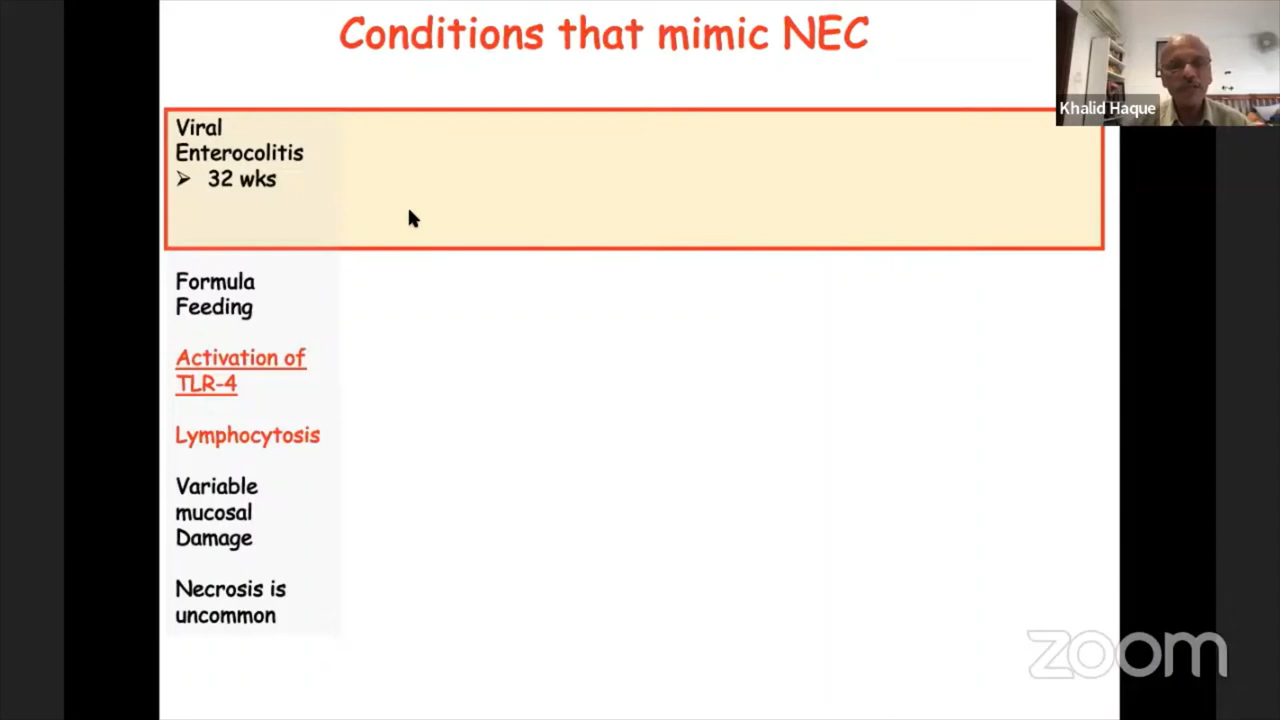 Conditions that mimic NEC
Khalid Haque
Viral
Enterocolitis
➢ 32 wks
Formula
Feeding
Activation of
TLR-4
Lymphocytosis
Variable
mucosal
Damage
Necrosis is
uncommon
zoom